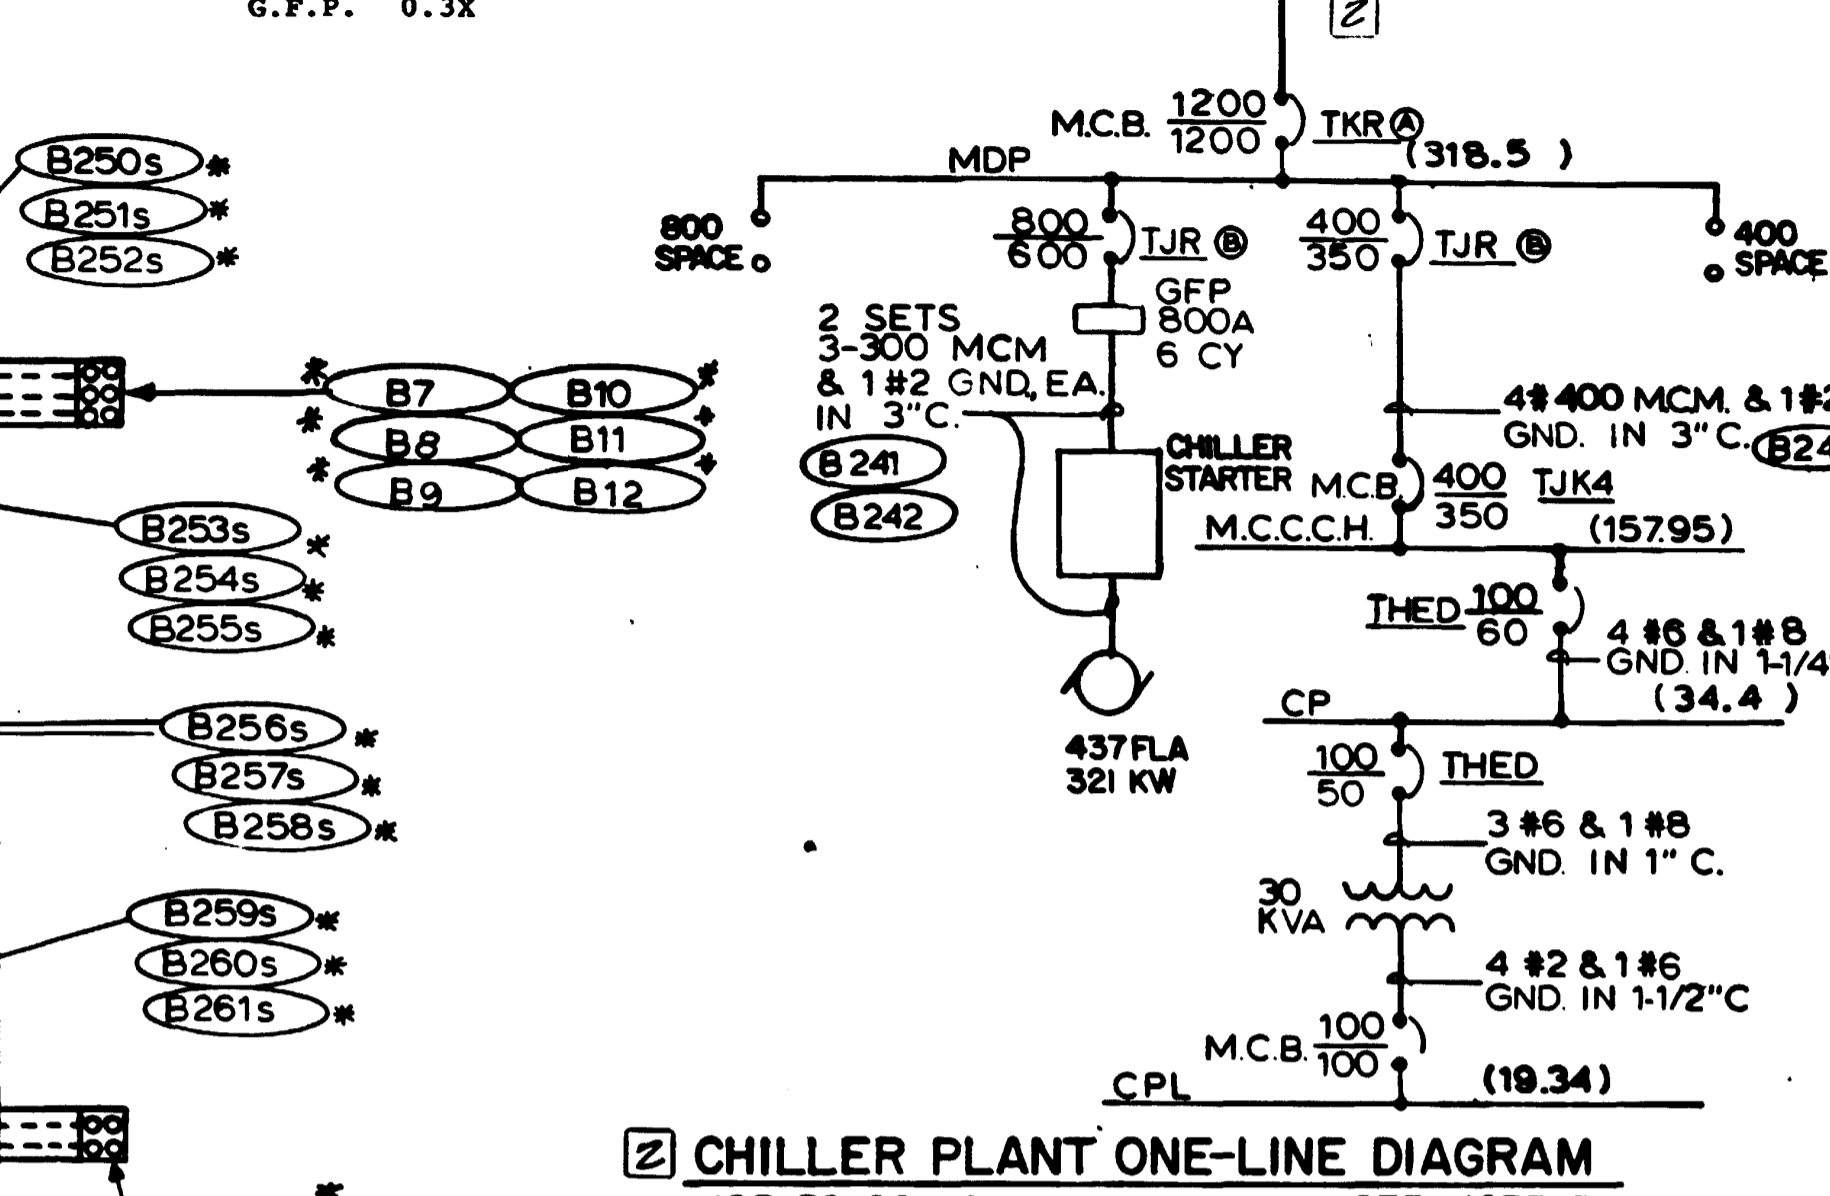 G.F.P. 0.3X
2
M.C.B. 1200
1200
TKR A
(318.5 )
MDP
800
SPACE
800
600
TJR B
400
350
TJR B
400
SPACE
GFP
800A
6 CY
2 SETS
3-300 MCM
& 1#2 GND., EA.
IN 3"C.
B241
B242
CHILLER
STARTER
437FLA
321 KW
4#400 M.C.M. & 1#2
GND. IN 3"C.
B24
M.C.B. 400
350
TJK4
M.C.C.C.H.
(157.95)
THED 100
60
4 #6 & 1#8
GND. IN 1-1/4"
(34.4 )
CP
100
50
THED
3 #6 & 1 #8
GND. IN 1" C.
30
KVA
4 #2 & 1 #6
GND. IN 1-1/2"C
M.C.B. 100
100
CPL
(19.34)
B250s *
B251s *
B252s *
* B7 B10 *
* B8 B11 *
* B9 B12 *
B253s *
B254s *
B255s *
B256s *
B257s *
B258s *
B259s *
B260s *
B261s *
*
2 CHILLER PLANT ONE-LINE DIAGRAM